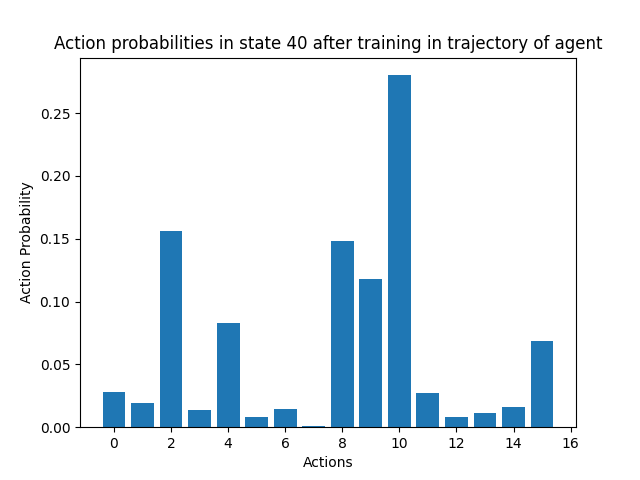 Action probabilities in state 40 after training in trajectory of agent
0.25
0.20
0.15
0.10
0.05
0.00
Action Probability
0 2 4 6 8 10 12 14 16
Actions